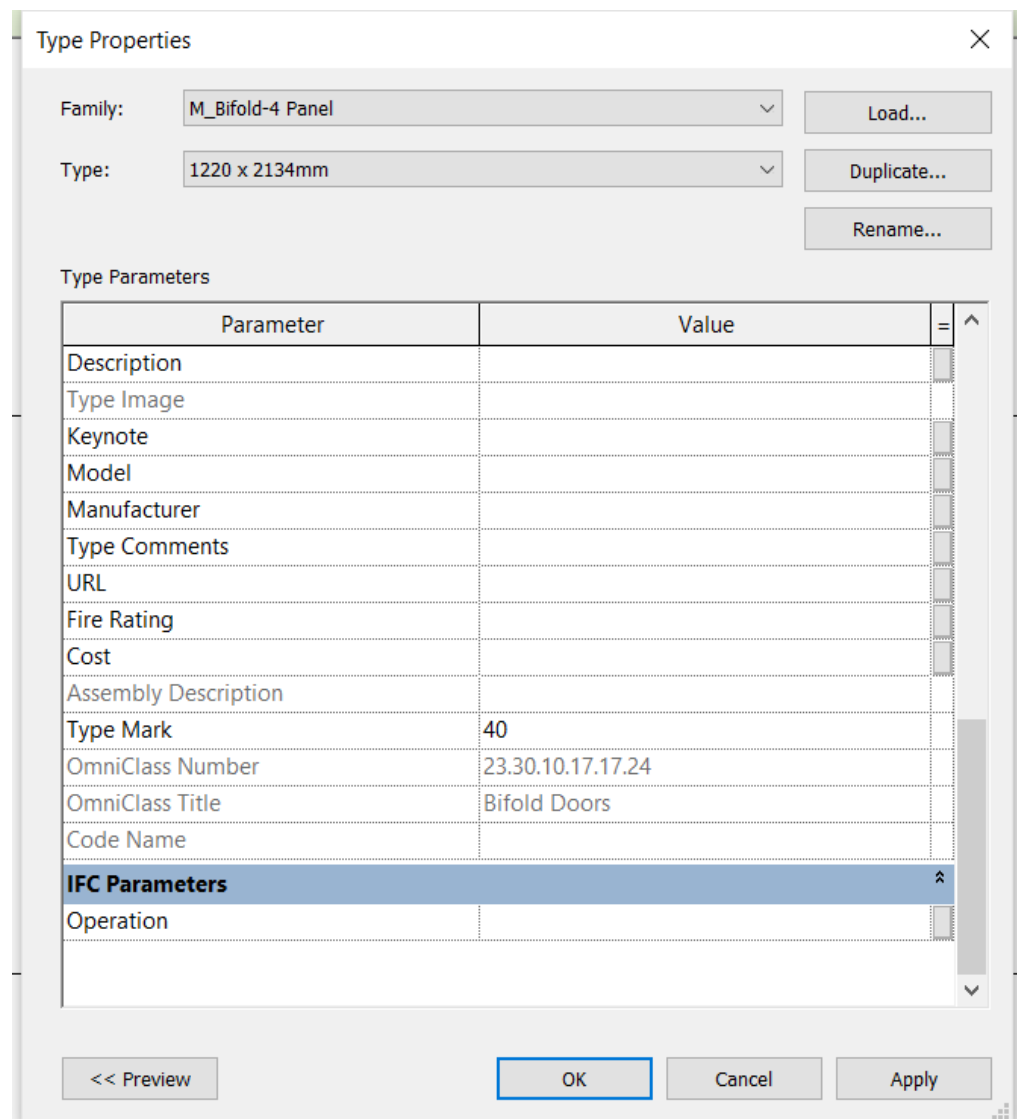 Type Properties
Family: M_Bifold-4 Panel Load...
Type: 1220 x 2134mm Duplicate...
Rename...
Type Parameters
Parameter Value =
Description
Type Image
Keynote
Model
Manufacturer
Type Comments
URL
Fire Rating
Cost
Assembly Description
Type Mark 40
OmniClass Number 23.30.10.17.17.24
OmniClass Title Bifold Doors
Code Name
IFC Parameters
Operation
<< Preview OK Cancel Apply